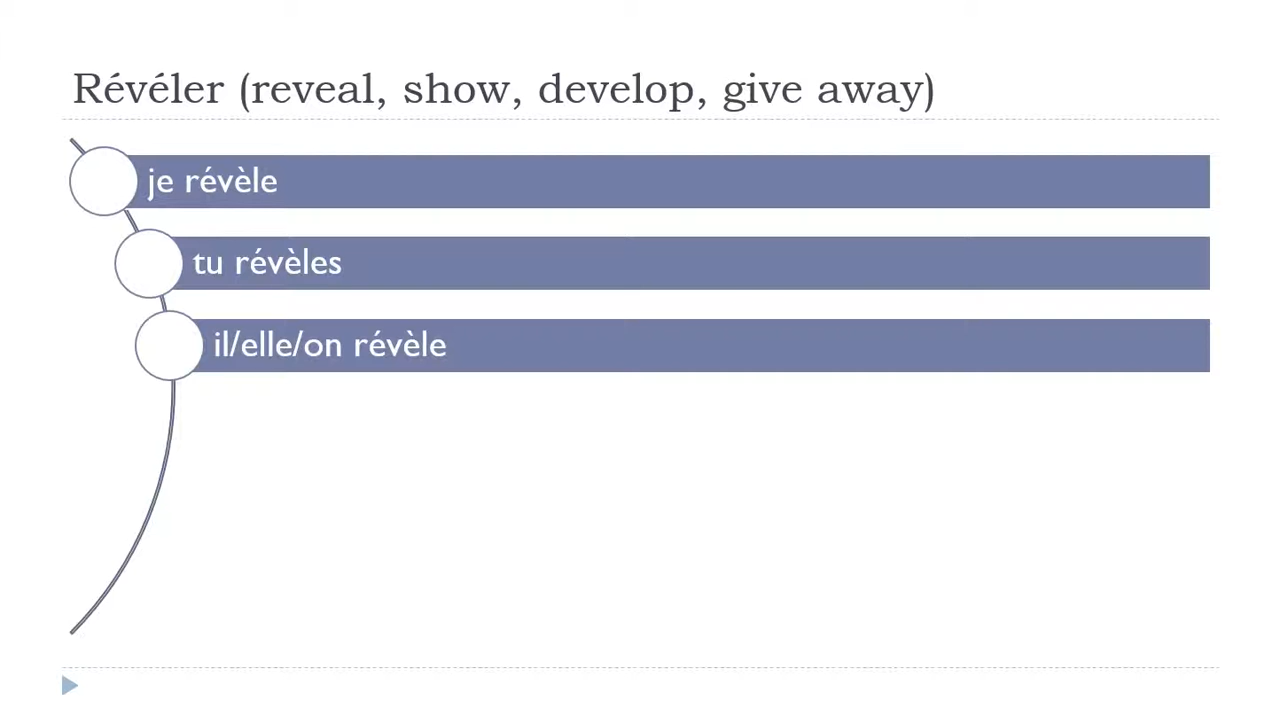 Révéler (reveal, show, develop, give away)
je révèle
tu révèles
il/elle/on révèle